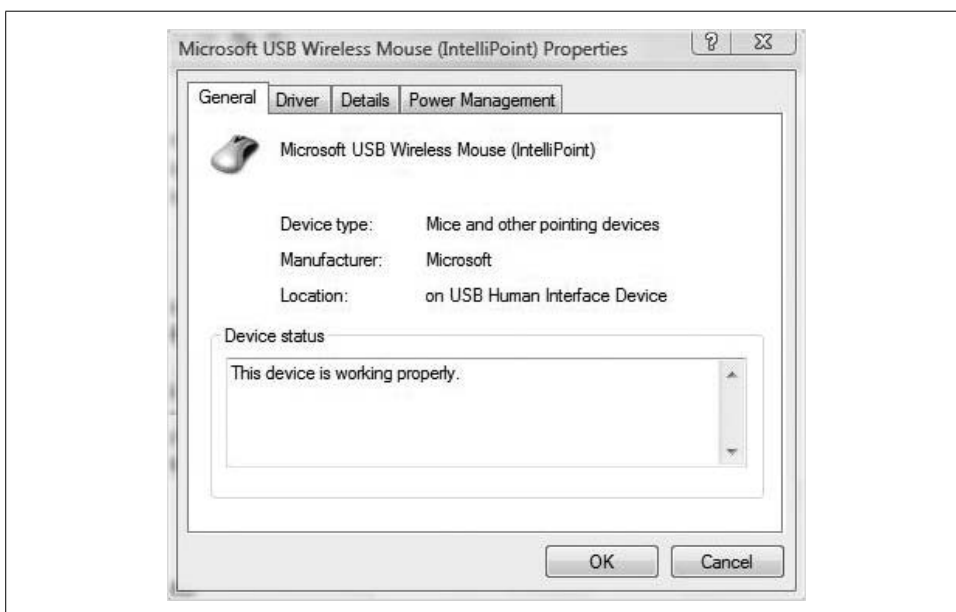 Microsoft USB Wireless Mouse (IntelliPoint) Properties
General Driver Details Power Management
Microsoft USB Wireless Mouse (IntelliPoint)
Device type: Mice and other pointing devices
Manufacturer: Microsoft
Location: on USB Human Interface Device
Device status
This device is working properly.
OK Cancel